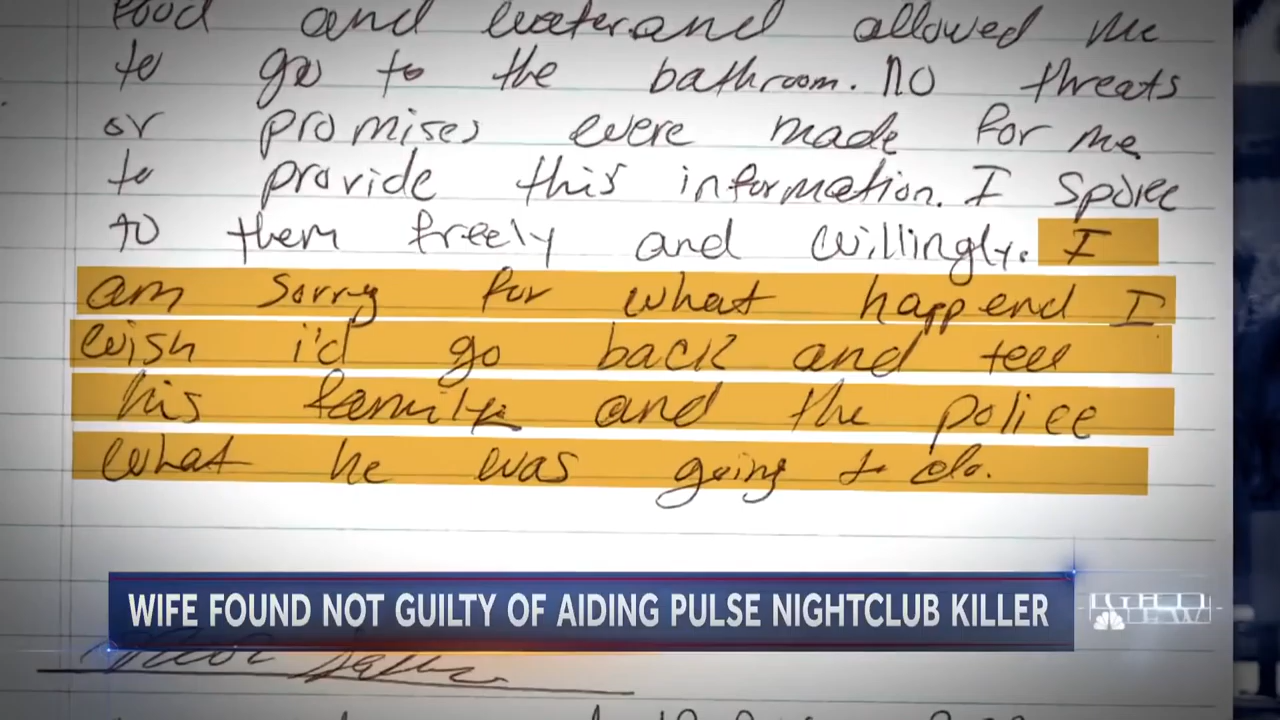 food and water and allowed me
to go to the bathroom. No threats
or promises were made for me
to provide this information. I spoke
to them freely and willingly. I
am sorry for what happend I
wish i'd go back and tell
his family and the police
what he was going to do.
WIFE FOUND NOT GUILTY OF AIDING PULSE NIGHTCLUB KILLER